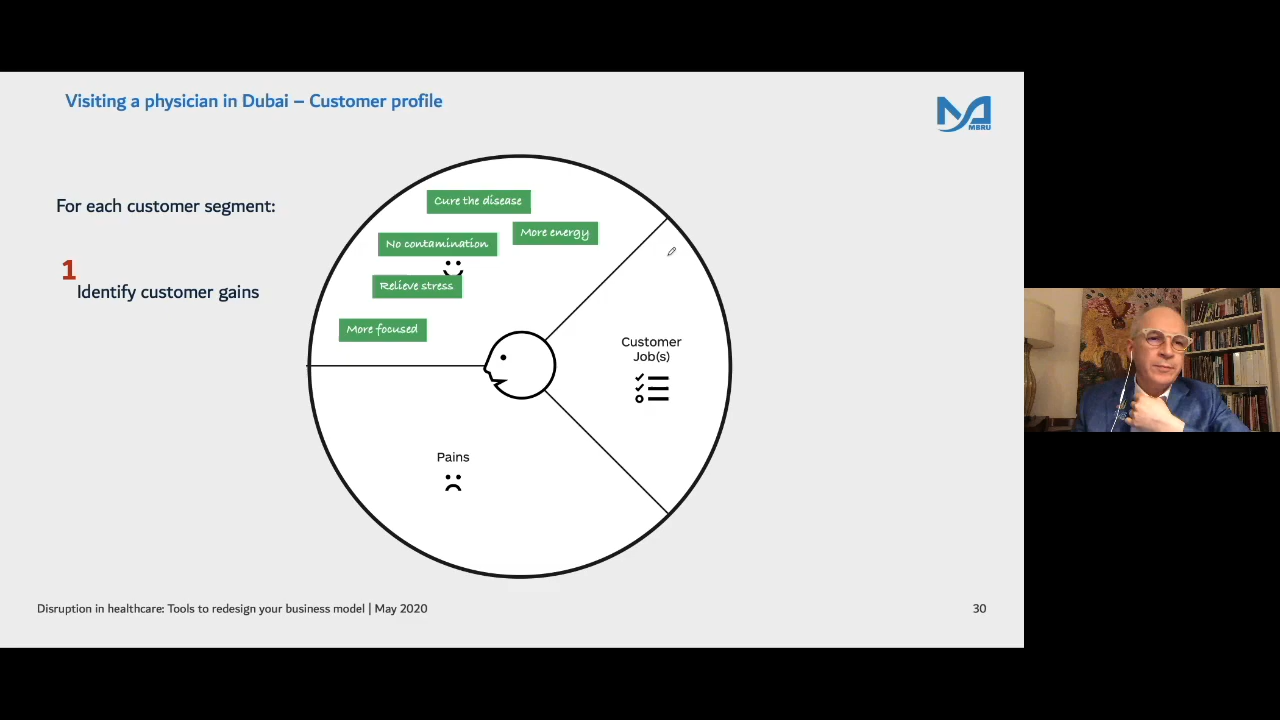 Visiting a physician in Dubai – Customer profile
MBRU
For each customer segment:
1
Identify customer gains
Cure the disease
More energy
No contamination
Relieve stress
More focused
Customer
Job(s)
Pains
Disruption in healthcare: Tools to redesign your business model | May 2020
30